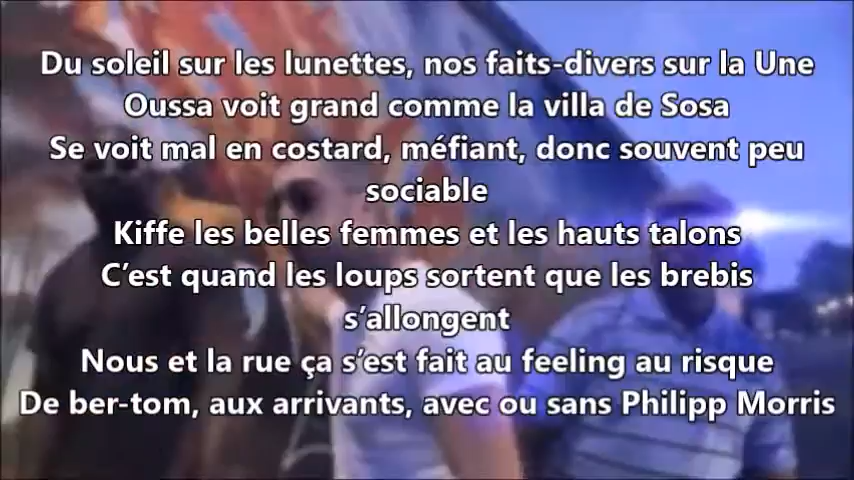 Du soleil sur les lunettes, nos faits-divers sur la Une
Oussa voit grand comme la villa de Sosa
Se voit mal en costard, méfiant, donc souvent peu
sociable
Kiffe les belles femmes et les hauts talons
C’est quand les loups sortent que les brebis
s’allongent
Nous et la rue ça s’est fait au feeling au risque
De ber-tom, aux arrivants, avec ou sans Philipp Morris